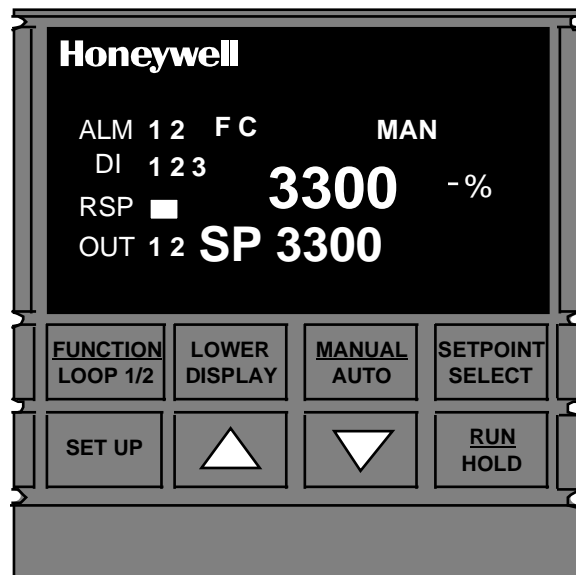 Honeywell
ALM 1 2 F C MAN
DI 1 2 3
3300 -%
RSP
OUT 1 2 SP 3300
FUNCTION LOOP 1/2
LOWER DISPLAY
MANUAL AUTO
SETPOINT SELECT
SET UP
RUN HOLD